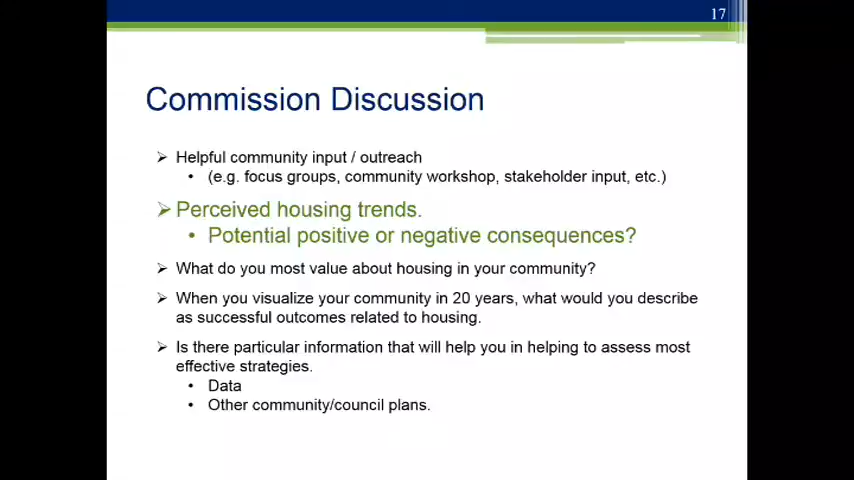 17
Commission Discussion
➢ Helpful community input / outreach
• (e.g. focus groups, community workshop, stakeholder input, etc.)
➢ Perceived housing trends.
• Potential positive or negative consequences?
➢ What do you most value about housing in your community?
➢ When you visualize your community in 20 years, what would you describe
as successful outcomes related to housing.
➢ Is there particular information that will help you in helping to assess most
effective strategies.
• Data
• Other community/council plans.